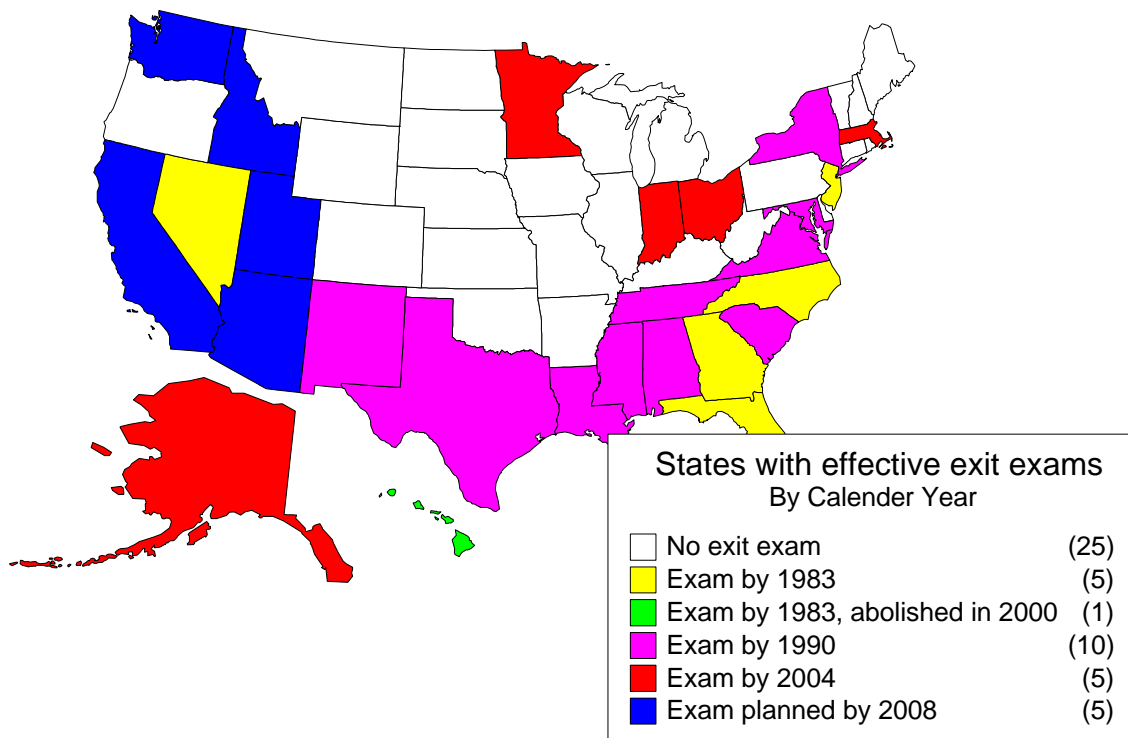 States with effective exit exams
By Calender Year
No exit exam (25)
Exam by 1983 (5)
Exam by 1983, abolished in 2000 (1)
Exam by 1990 (10)
Exam by 2004 (5)
Exam planned by 2008 (5)